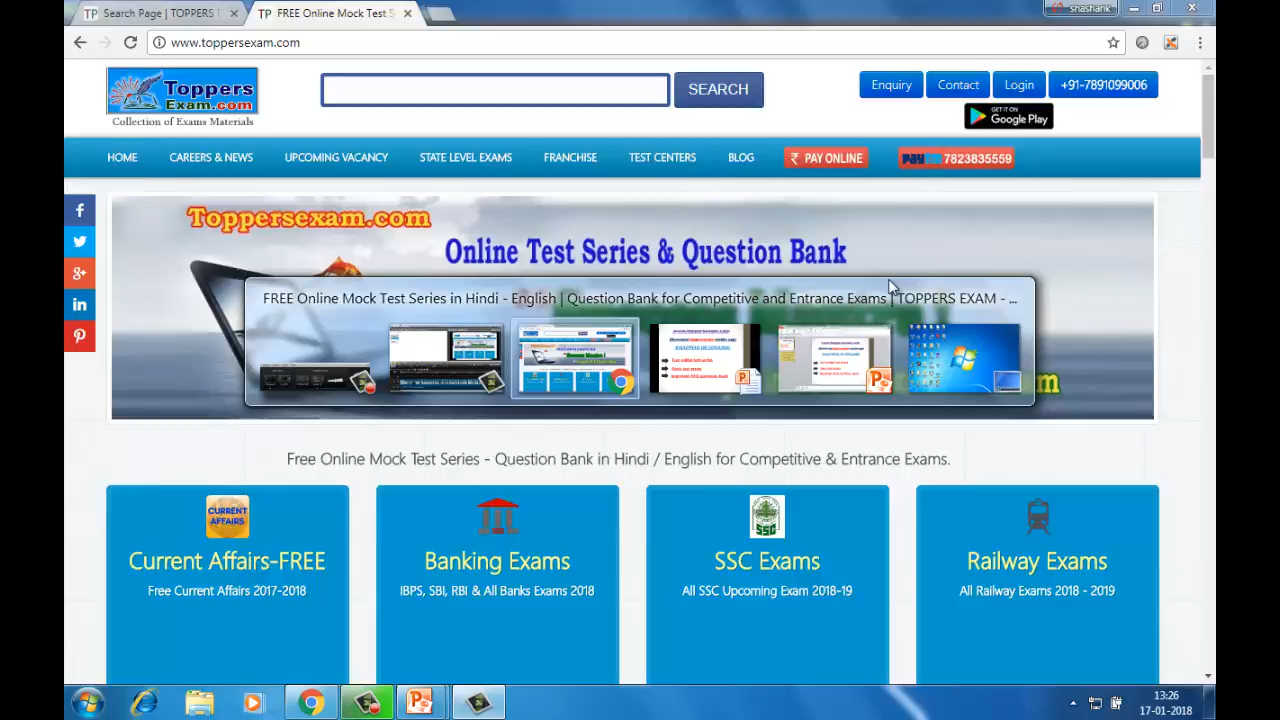 Search Page | TOPPERS
FREE Online Mock Test S
shashank
www.toppersexam.com
Toppers
Exam.com
Collection of Exams Materials
SEARCH
Enquiry
Contact
Login
+91-7891099006
GET IT ON
Google Play
HOME
CAREERS & NEWS
UPCOMING VACANCY
STATE LEVEL EXAMS
FRANCHISE
TEST CENTERS
BLOG
₹ PAY ONLINE
PAYTM 7823835559
Toppersexam.com
Online Test Series & Question Bank
FREE Online Mock Test Series in Hindi - English | Question Bank for Competitive and Entrance Exams | TOPPERS EXAM - ...
Free Online Mock Test Series - Question Bank in Hindi / English for Competitive & Entrance Exams.
CURRENT
AFFAIRS
Current Affairs-FREE
Free Current Affairs 2017-2018
Banking Exams
IBPS, SBI, RBI & All Banks Exams 2018
SSC
SSC Exams
All SSC Upcoming Exam 2018-19
Railway Exams
All Railway Exams 2018 - 2019
13:26
17-01-2018